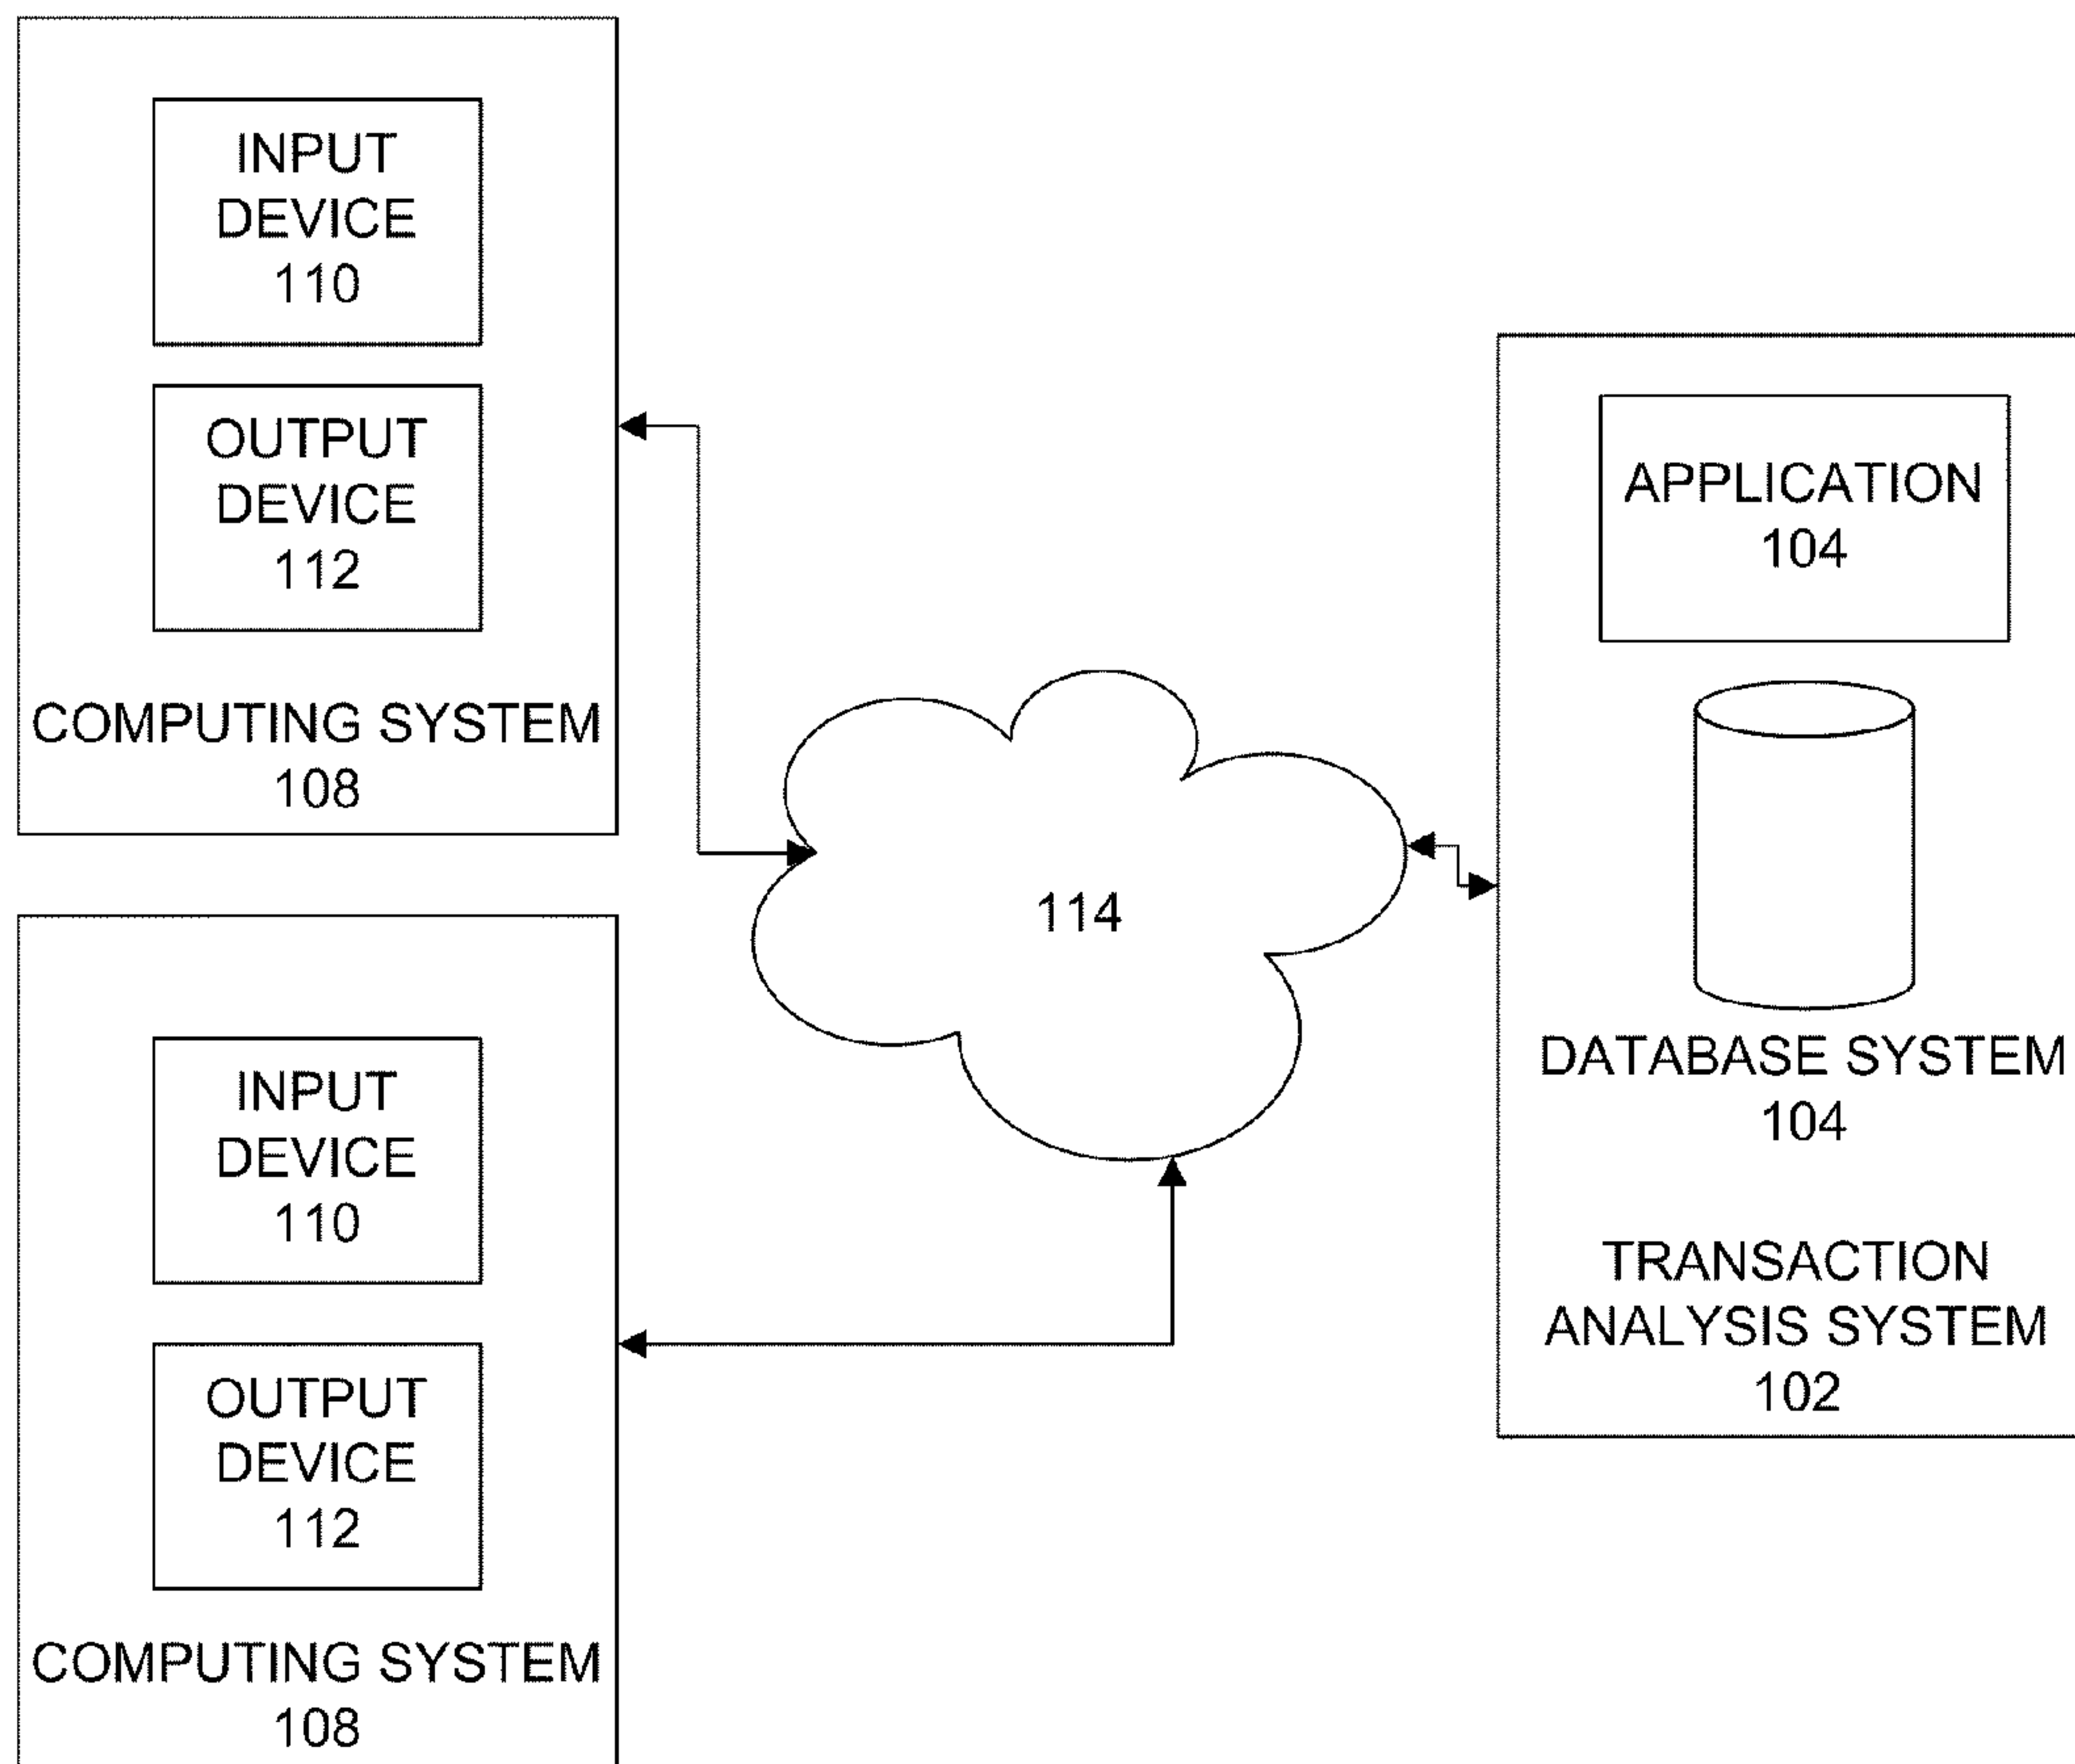 INPUT
DEVICE
110
OUTPUT
DEVICE
112
COMPUTING SYSTEM
108
INPUT
DEVICE
110
OUTPUT
DEVICE
112
COMPUTING SYSTEM
108
114
APPLICATION
104
DATABASE SYSTEM
104
TRANSACTION
ANALYSIS SYSTEM
102